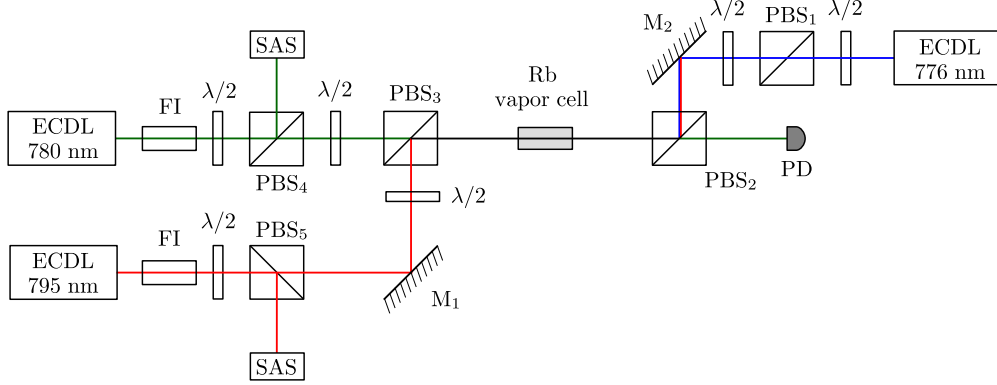 M₂
λ/2
PBS₁
λ/2
SAS
ECDL
776 nm
FI
λ/2
λ/2
PBS₃
Rb
vapor cell
ECDL
780 nm
PBS₄
PBS₂
PD
λ/2
FI
λ/2
PBS₅
ECDL
795 nm
M₁
SAS